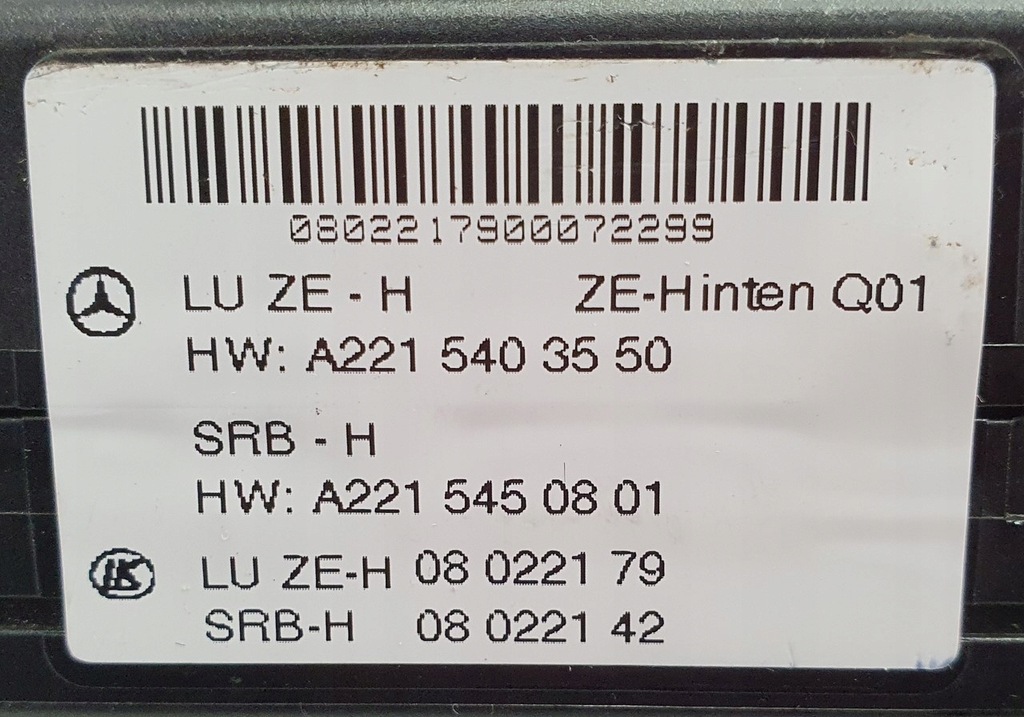 0802217900072299
LU ZE - H ZE-Hinten Q01
HW: A221 540 35 50
SRB - H
HW: A221 545 08 01
LK LU ZE-H 08 0221 79
SRB-H 08 0221 42